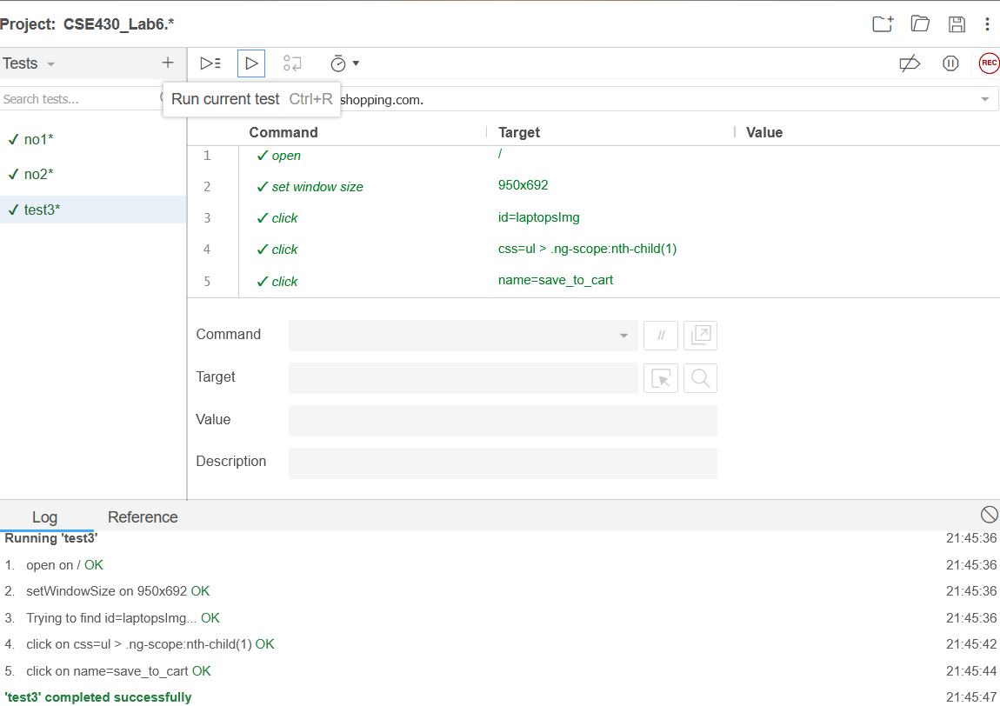 Project: CSE430_Lab6.*
Tests
REC
Search tests...
Run current test Ctrl+R
shopping.com.
no1*
no2*
test3*
Command Target Value
1 open /
2 set window size 950x692
3 click id=laptopsImg
4 click css=ul > .ng-scope:nth-child(1)
5 click name=save_to_cart
Command //
Target
Value
Description
Log Reference
Running 'test3' 21:45:36
1. open on / OK 21:45:36
2. setWindowSize on 950x692 OK 21:45:36
3. Trying to find id=laptopsImg... OK 21:45:36
4. click on css=ul > .ng-scope:nth-child(1) OK 21:45:42
5. click on name=save_to_cart OK 21:45:44
'test3' completed successfully 21:45:47